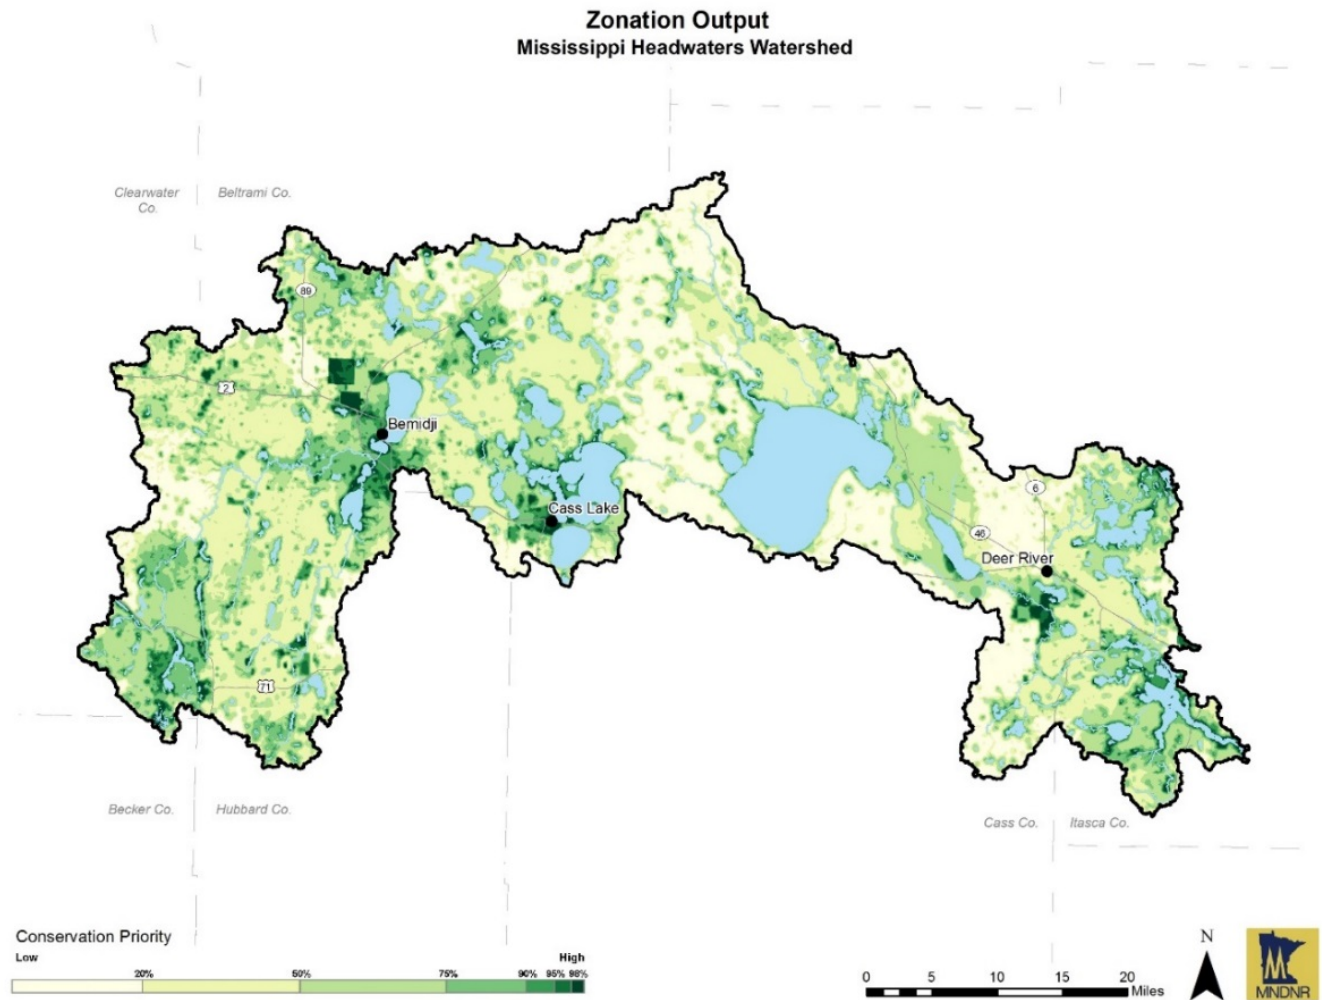 Zonation Output
Mississippi Headwaters Watershed
Clearwater
Co.
Beltrami Co.
89
2
Bemidji
Cass Lake
6
46
Deer River
71
Becker Co.
Hubbard Co.
Cass Co.
Itasca Co.
Conservation Priority
Low
High
20%
50%
75%
90%
95%
98%
N
0
5
10
15
20
Miles
MNDNR